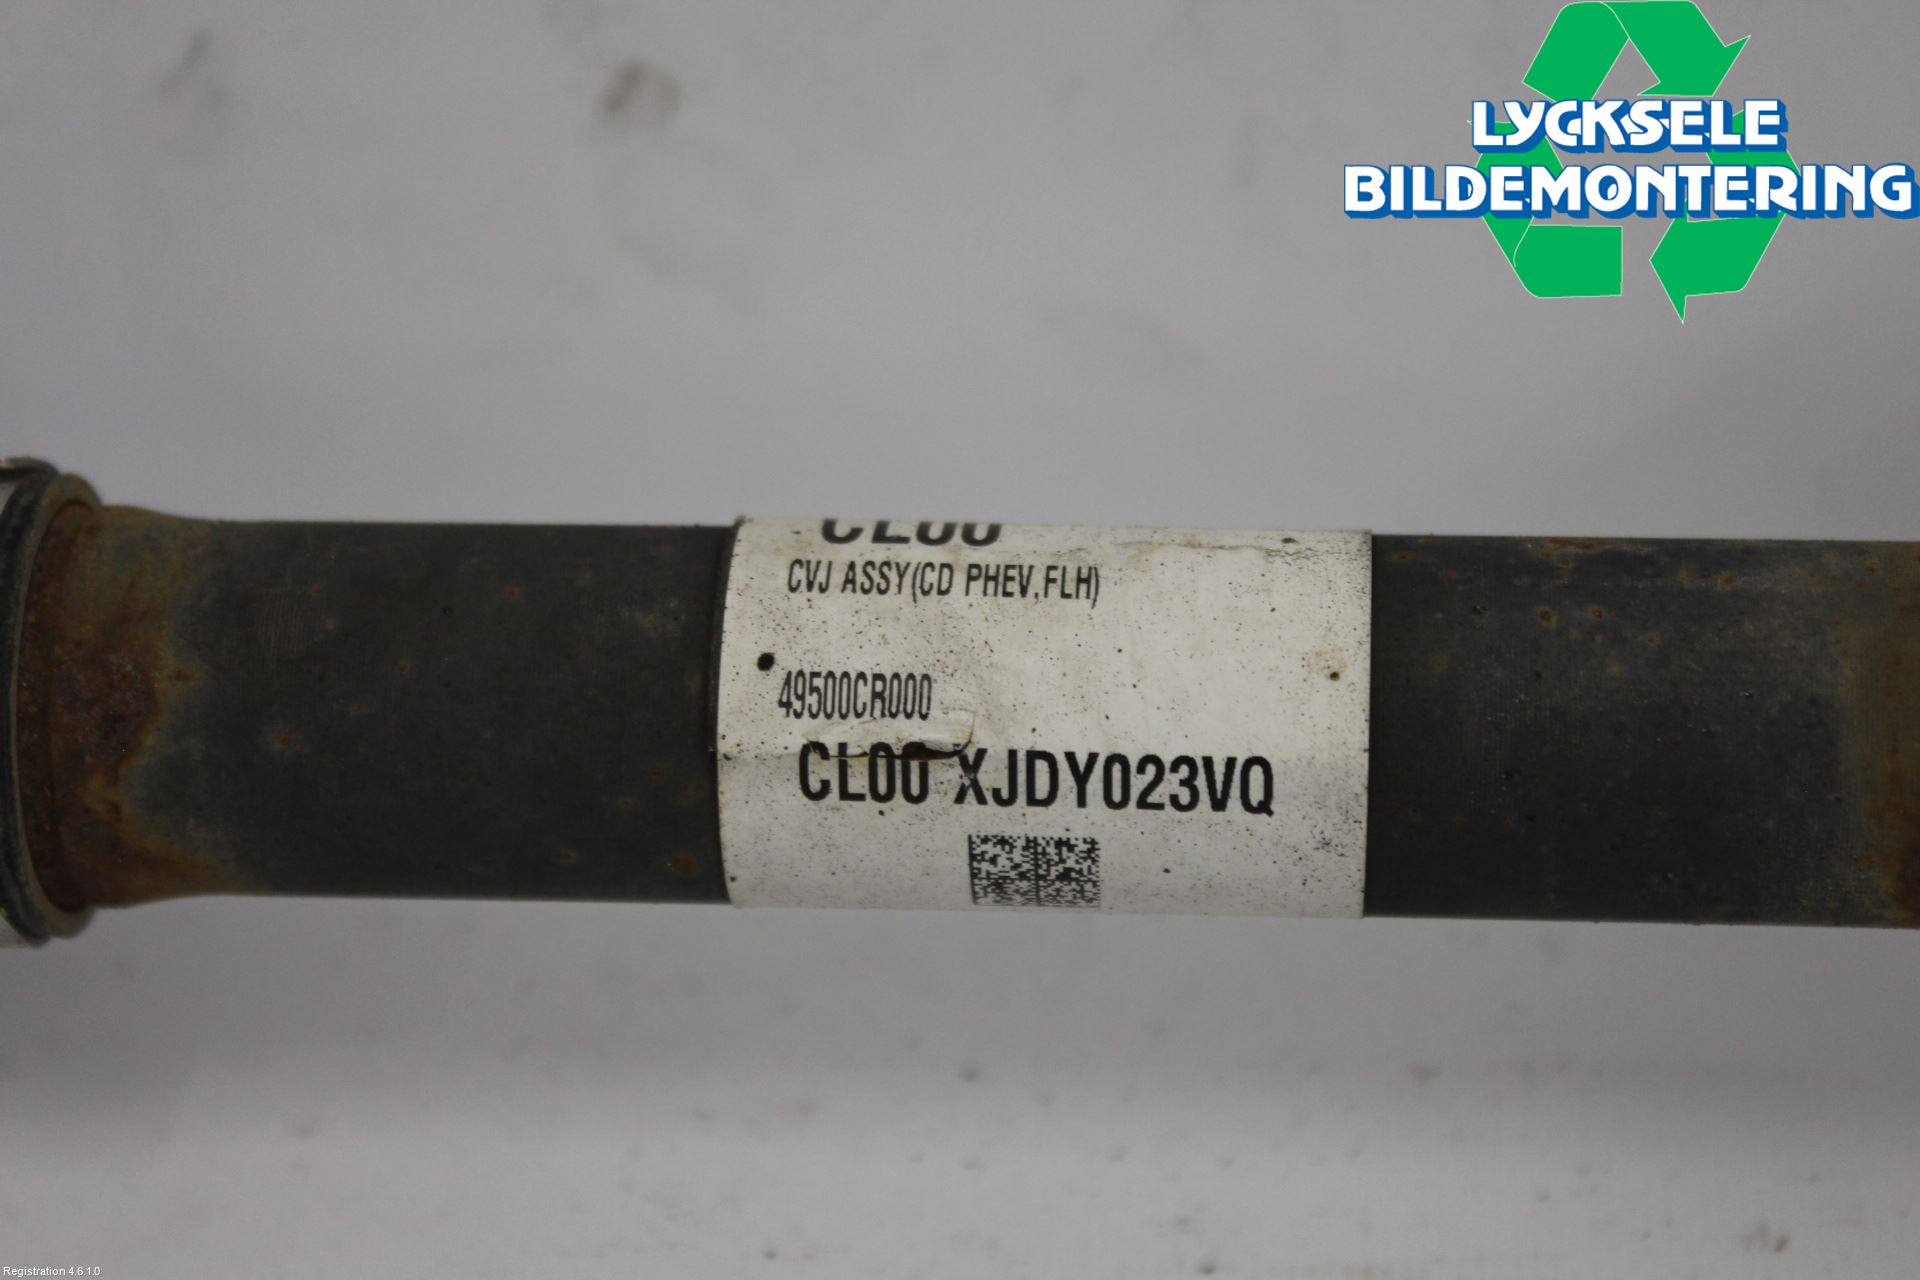 LYCKSELE
BILDEMONTERING
CL00
CVJ ASSY(CD PHEV,FLH)
49500CR000
CL00 XJDY023VQ
Registration 4.6.1.0